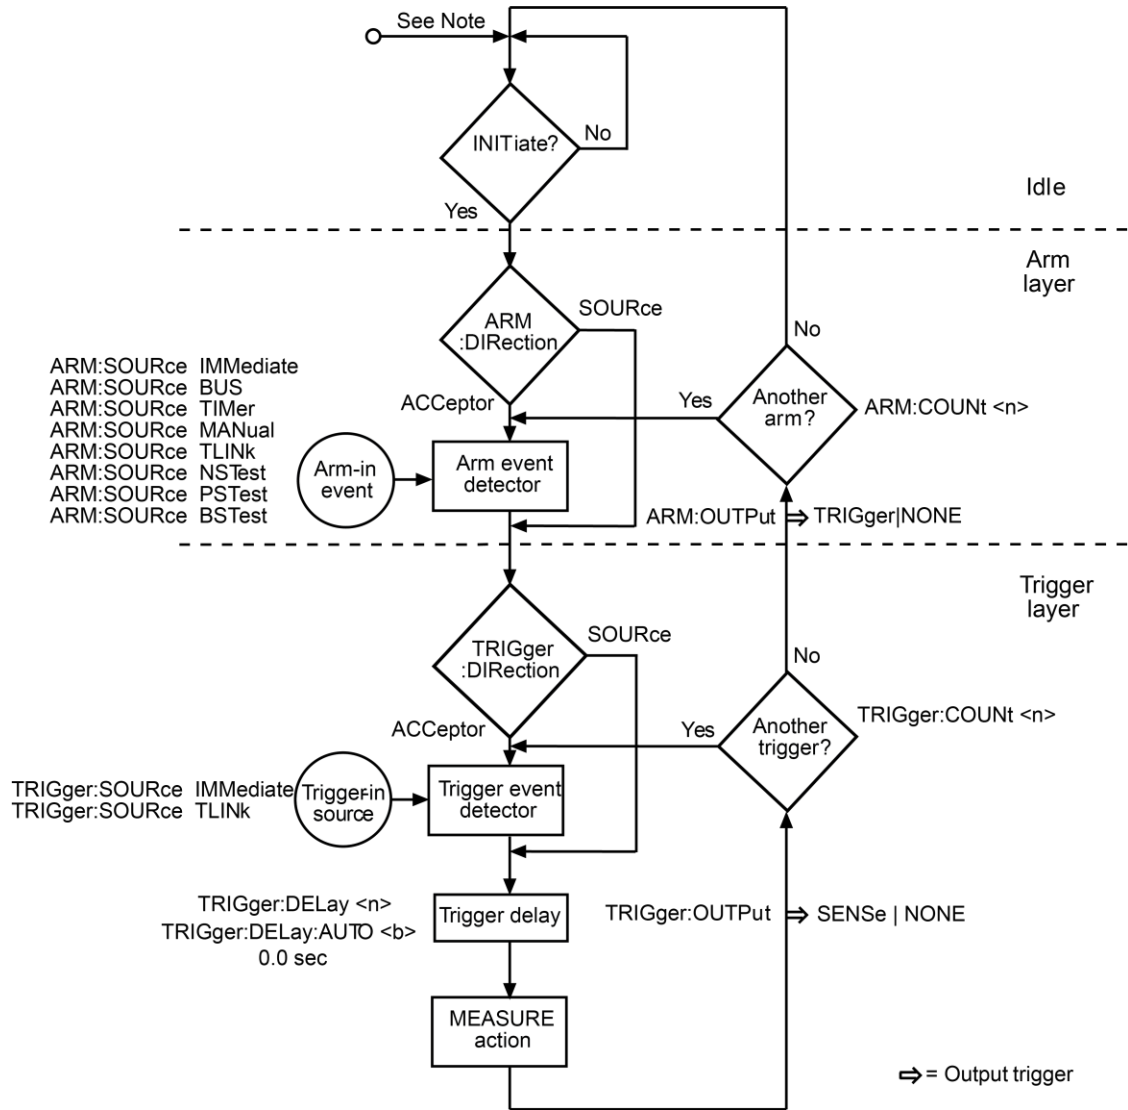 See Note
INITiate?
No
Yes
Idle
Arm
layer
ARM
:DIRection
SOURce
No
ACCeptor
Yes
Another
arm?
ARM:COUNt <n>
ARM:SOURce IMMediate
ARM:SOURce BUS
ARM:SOURce TIMer
ARM:SOURce MANual
ARM:SOURce TLINk
ARM:SOURce NSTest
ARM:SOURce PSTest
ARM:SOURce BSTest
Arm-in
event
Arm event
detector
ARM:OUTPut ⇨ TRIGger|NONE
Trigger
layer
TRIGger
:DIRection
SOURce
No
ACCeptor
Yes
Another
trigger?
TRIGger:COUNt <n>
TRIGger:SOURce IMMediate
TRIGger:SOURce TLINk
Trigger-in
source
Trigger event
detector
TRIGger:DELay <n>
TRIGger:DELay:AUTO <b>
0.0 sec
Trigger delay
TRIGger:OUTPut ⇨ SENSe | NONE
MEASURE
action
⇨ = Output trigger